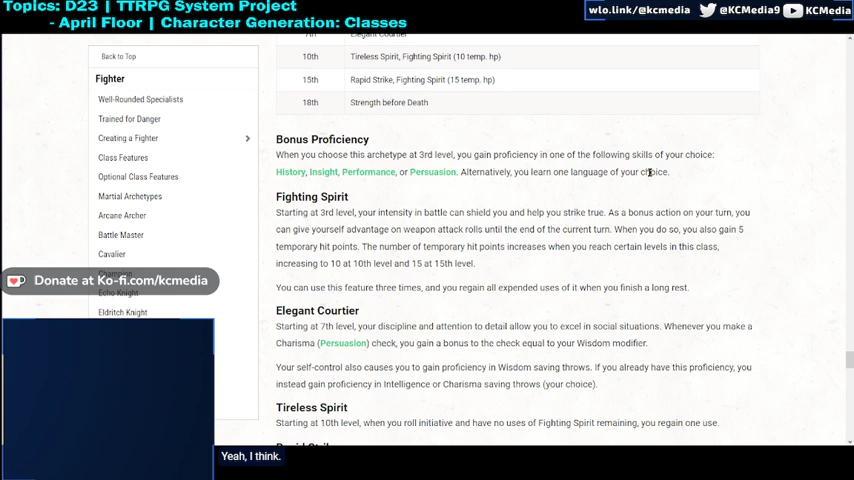 Topics: D23 | TTRPG System Project
- April Floor | Character Generation: Classes
wlo.link/@kcmedia @KCMedia9 KCMedia
Back to Top
Fighter
Well-Rounded Specialists
Trained for Danger
Creating a Fighter
Class Features
Optional Class Features
Martial Archetypes
Arcane Archer
Battle Master
Cavalier
Champion
Echo Knight
Eldritch Knight
Donate at Ko-fi.com/kcmedia
7th Elegant Courtier
10th Tireless Spirit, Fighting Spirit (10 temp. hp)
15th Rapid Strike, Fighting Spirit (15 temp. hp)
18th Strength before Death
Bonus Proficiency
When you choose this archetype at 3rd level, you gain proficiency in one of the following skills of your choice:
History, Insight, Performance, or Persuasion. Alternatively, you learn one language of your choice.
Fighting Spirit
Starting at 3rd level, your intensity in battle can shield you and help you strike true. As a bonus action on your turn, you
can give yourself advantage on weapon attack rolls until the end of the current turn. When you do so, you also gain 5
temporary hit points. The number of temporary hit points increases when you reach certain levels in this class,
increasing to 10 at 10th level and 15 at 15th level.
You can use this feature three times, and you regain all expended uses of it when you finish a long rest.
Elegant Courtier
Starting at 7th level, your discipline and attention to detail allow you to excel in social situations. Whenever you make a
Charisma (Persuasion) check, you gain a bonus to the check equal to your Wisdom modifier.
Your self-control also causes you to gain proficiency in Wisdom saving throws. If you already have this proficiency, you
instead gain proficiency in Intelligence or Charisma saving throws (your choice).
Tireless Spirit
Starting at 10th level, when you roll initiative and have no uses of Fighting Spirit remaining, you regain one use.
Rapid Strike
Yeah, I think.